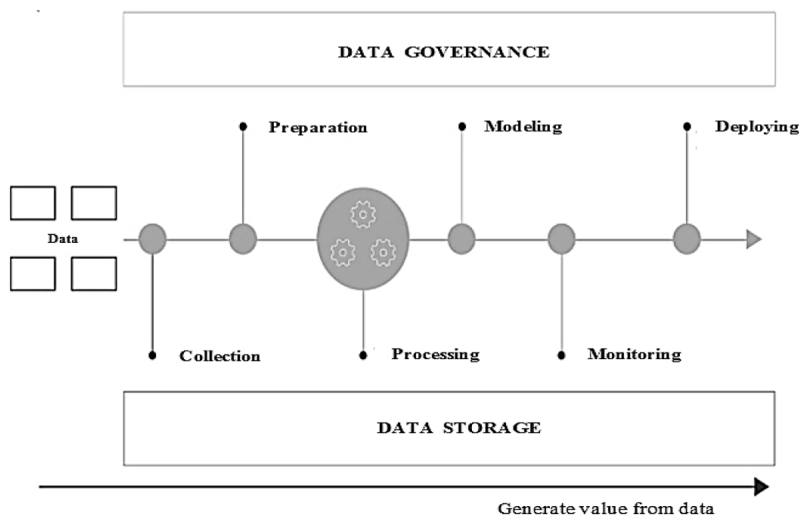 DATA GOVERNANCE
Preparation
Modeling
Deploying
Data
Collection
Processing
Monitoring
DATA STORAGE
Generate value from data